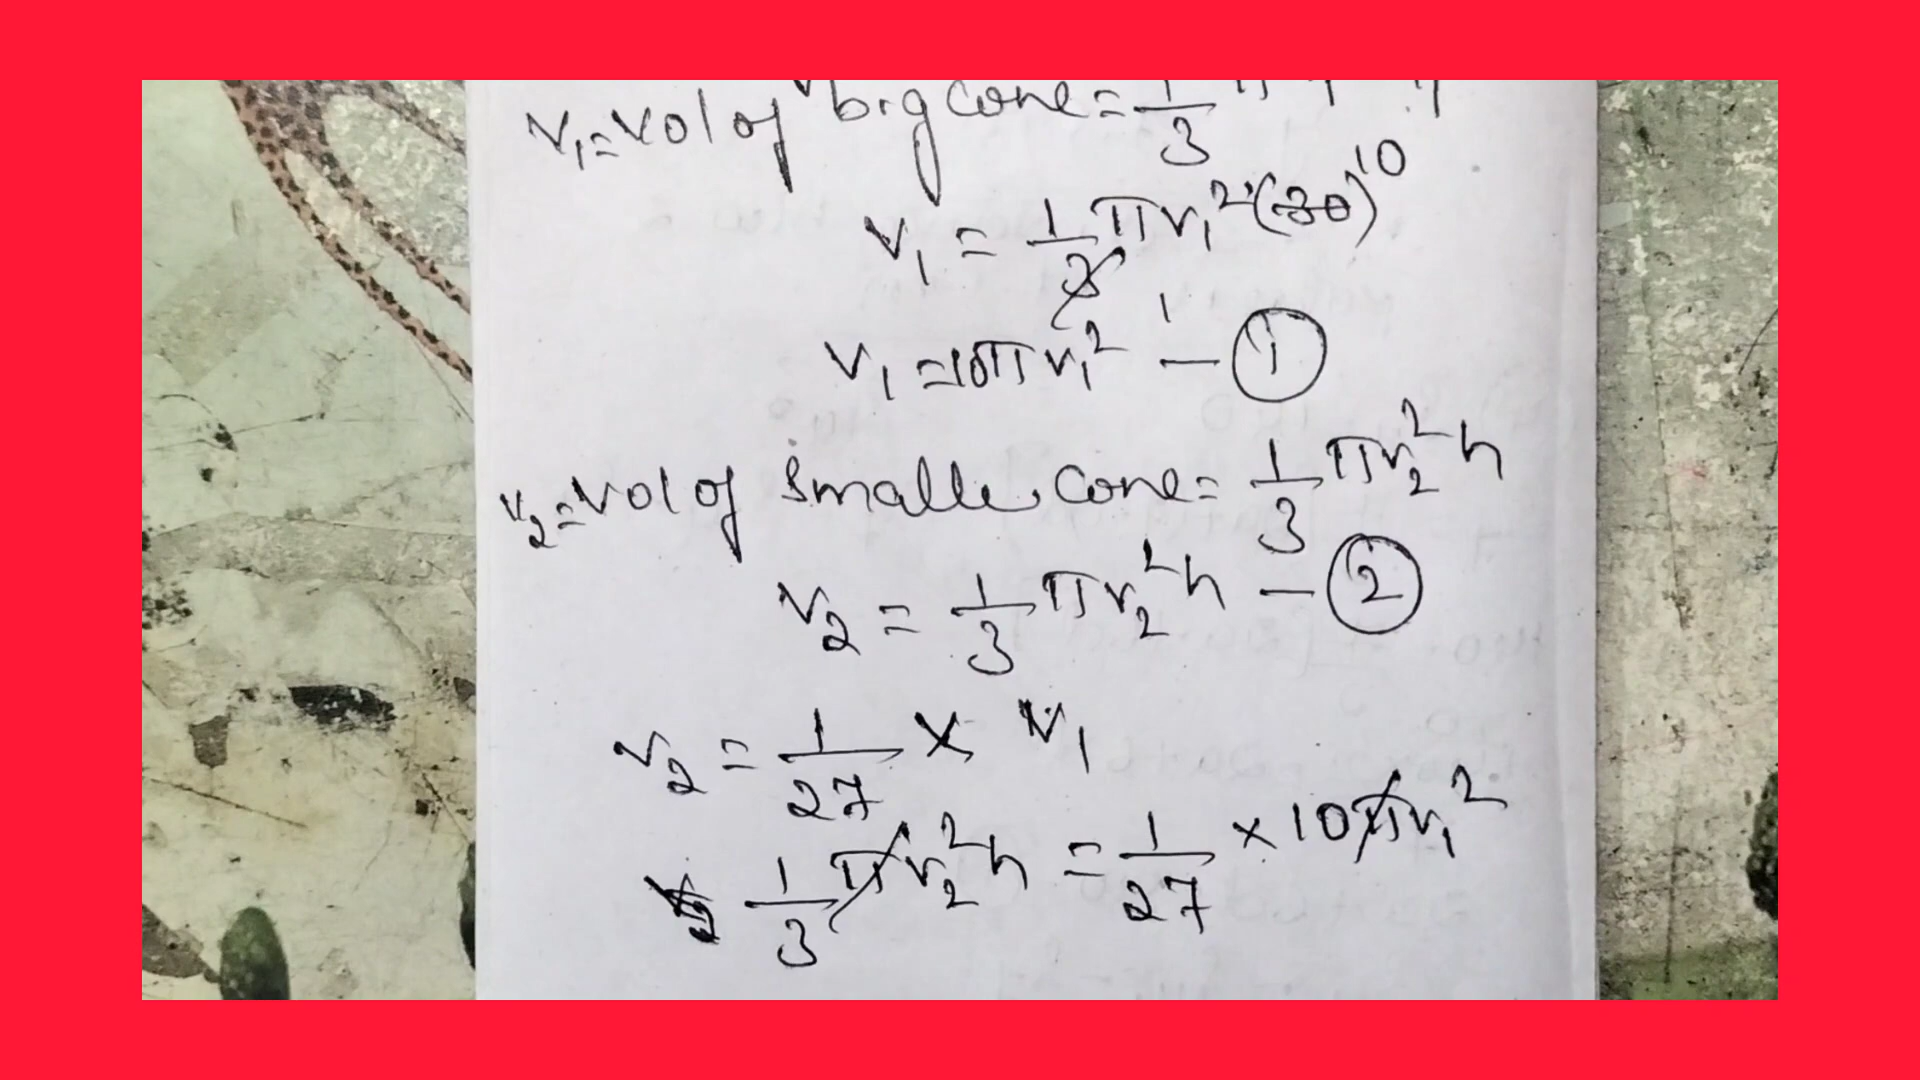 V₁=Vol of big cone = 1/3 π
V₁ = 1/3 πr₁² (30) 10
1
V₁ = 10πr₁² — ①
V₂=Vol of Smalle cone = 1/3 πr₂²h
V₂ = 1/3 πr₂²h — ②
V₂ = 1/27 × V₁
1/3 πr₂²h = 1/27 × 10πr₁²